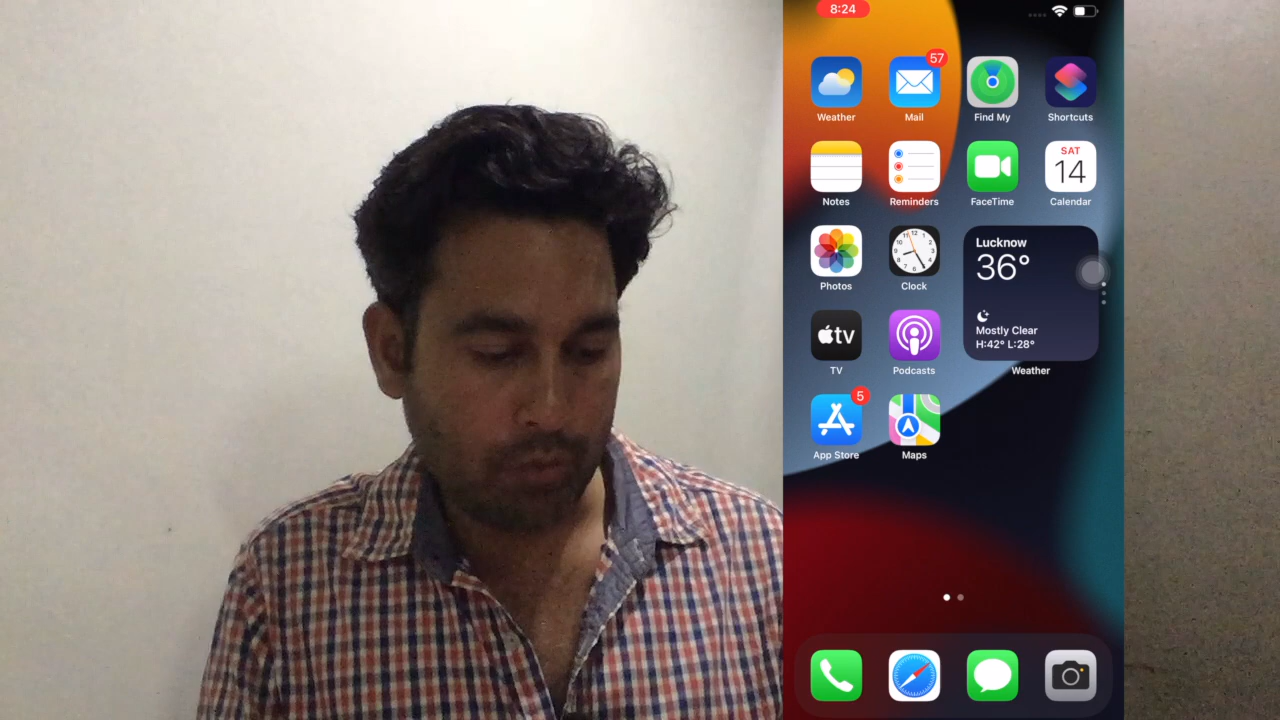 8:24
57
Weather Mail Find My Shortcuts
SAT
14
Notes Reminders FaceTime Calendar
Lucknow
36°
Photos Clock
Mostly Clear
H:42° L:28°
tv
TV Podcasts Weather
5
App Store Maps